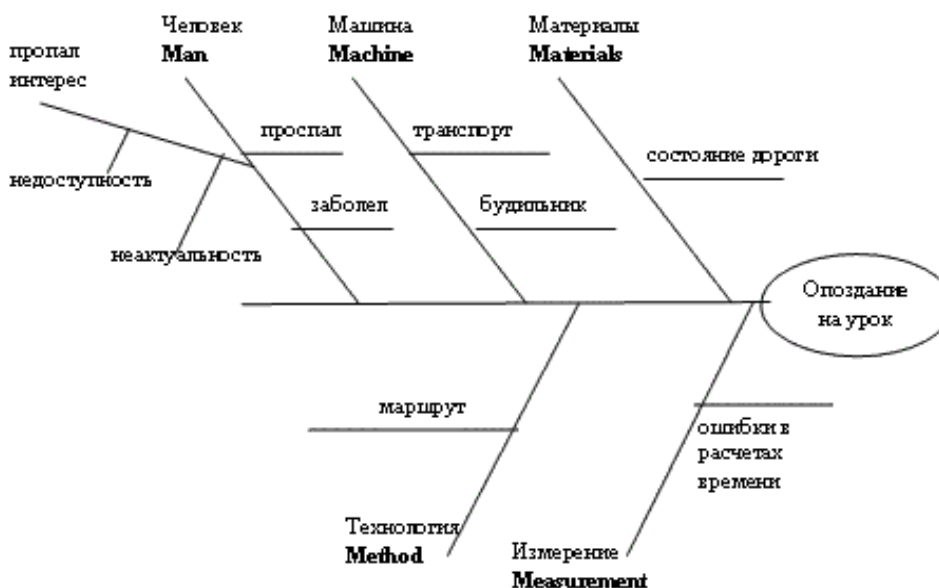 Человек
Man
Машина
Machine
Материалы
Materials
пропал
интерес
проспал
транспорт
состояние дороги
недоступность
заболел
будильник
неактуальность
Опоздание
на урок
маршрут
ошибки в
расчетах
времени
Технология
Method
Измерение
Measurement